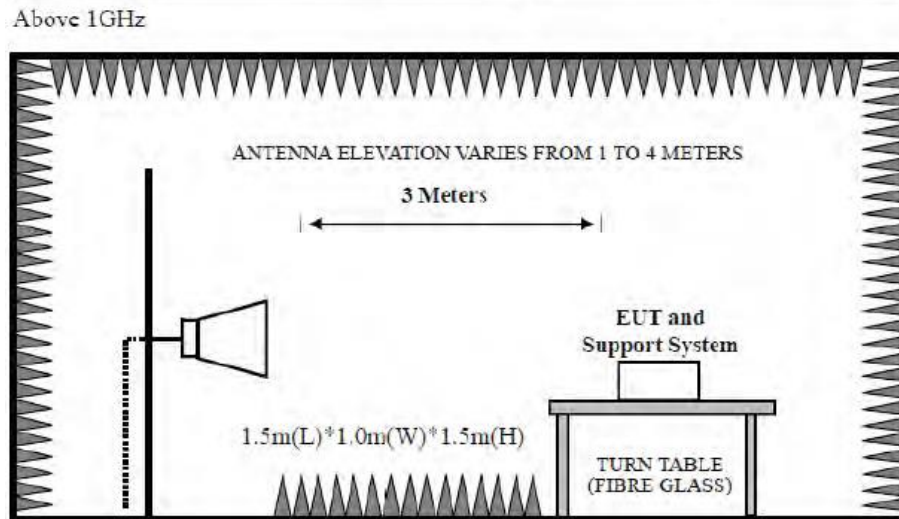 Above 1GHz
ANTENNA ELEVATION VARIES FROM 1 TO 4 METERS
3 Meters
EUT and
Support System
1.5m(L)*1.0m(W)*1.5m(H)
TURN TABLE
(FIBRE GLASS)